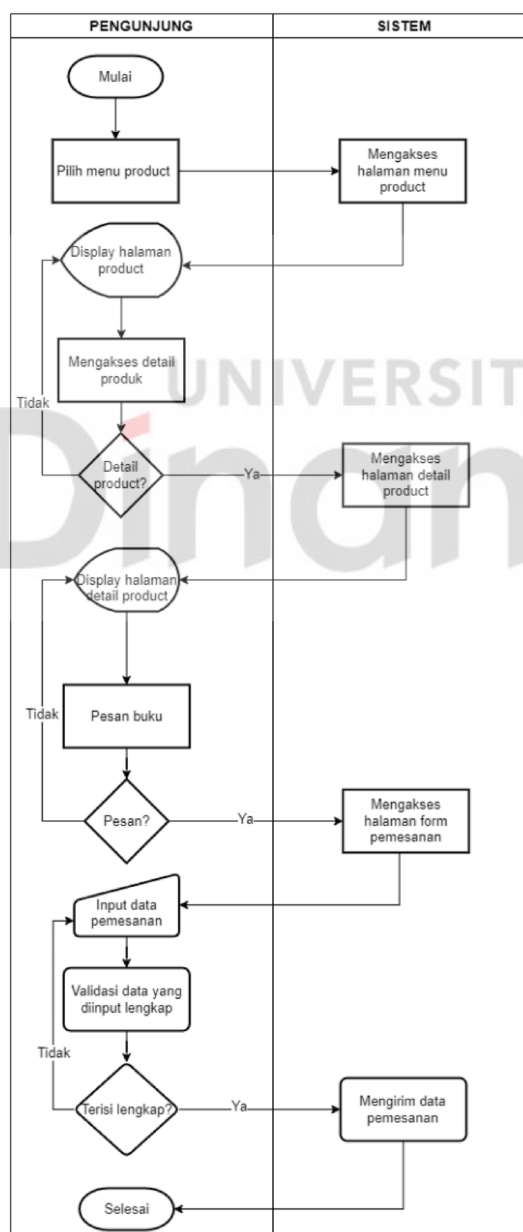 PENGUNJUNG
SISTEM
Mulai
Pilih menu product
Mengakses
halaman menu
product
Display halaman
product
Mengakses detail
produk
Tidak
Detail
product?
Ya
Mengakses
halaman detail
product
UNIVERSIT
Dinam
Display halaman
detail product
Pesan buku
Tidak
Pesan?
Ya
Mengakses
halaman form
pemesanan
Input data
pemesanan
Validasi data yang
diinput lengkap
Tidak
Terisi lengkap?
Ya
Mengirim data
pemesanan
Selesai